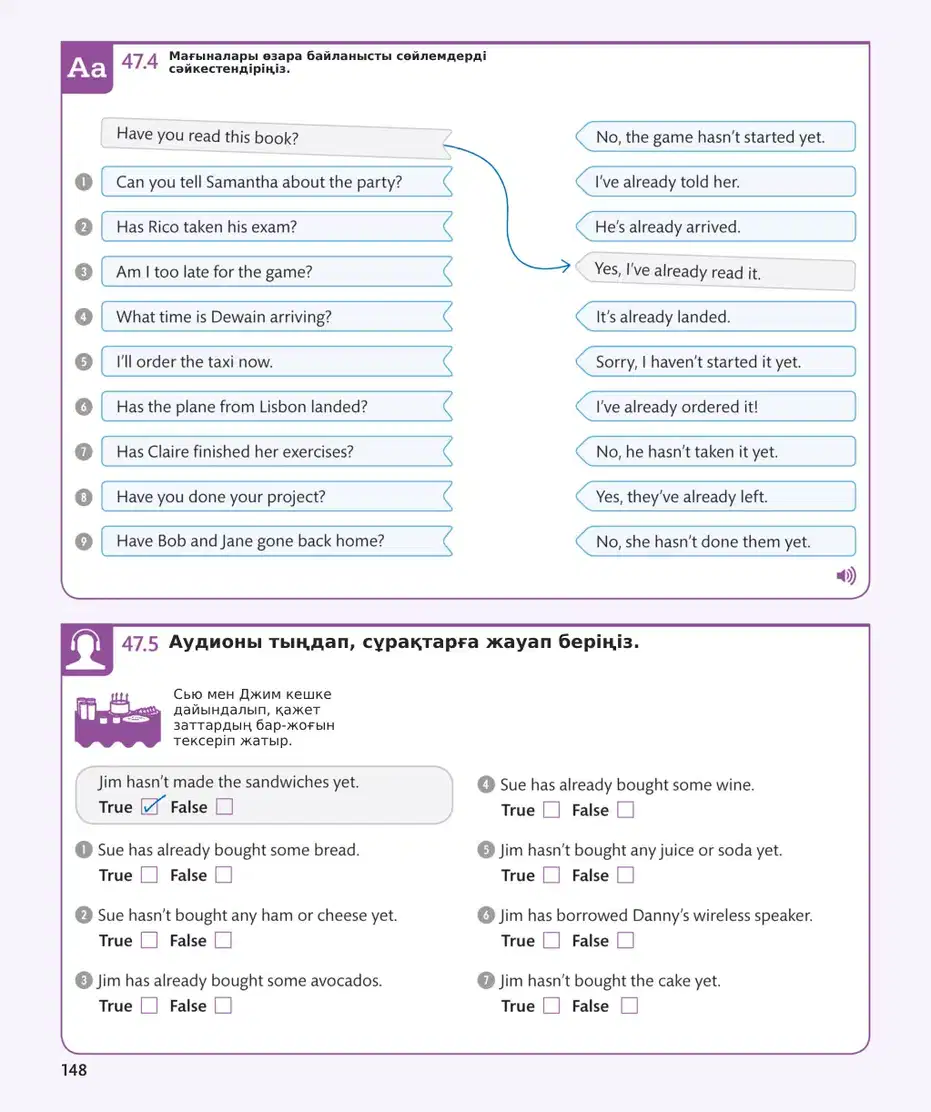 Aa
47.4 Мағыналары өзара байланысты сөйлемдерді
сәйкестендіріңіз.
Have you read this book?
No, the game hasn’t started yet.
1 Can you tell Samantha about the party?
I’ve already told her.
2 Has Rico taken his exam?
He’s already arrived.
3 Am I too late for the game?
Yes, I’ve already read it.
4 What time is Dewain arriving?
It’s already landed.
5 I’ll order the taxi now.
Sorry, I haven’t started it yet.
6 Has the plane from Lisbon landed?
I’ve already ordered it!
7 Has Claire finished her exercises?
No, he hasn’t taken it yet.
8 Have you done your project?
Yes, they’ve already left.
9 Have Bob and Jane gone back home?
No, she hasn’t done them yet.
47.5 Аудионы тыңдап, сұрақтарға жауап беріңіз.
Сью мен Джим кешке
дайындалып, қажет
заттардың бар-жоғын
тексеріп жатыр.
Jim hasn’t made the sandwiches yet.
True False
1 Sue has already bought some bread.
True False
2 Sue hasn’t bought any ham or cheese yet.
True False
3 Jim has already bought some avocados.
True False
4 Sue has already bought some wine.
True False
5 Jim hasn’t bought any juice or soda yet.
True False
6 Jim has borrowed Danny’s wireless speaker.
True False
7 Jim hasn’t bought the cake yet.
True False
148